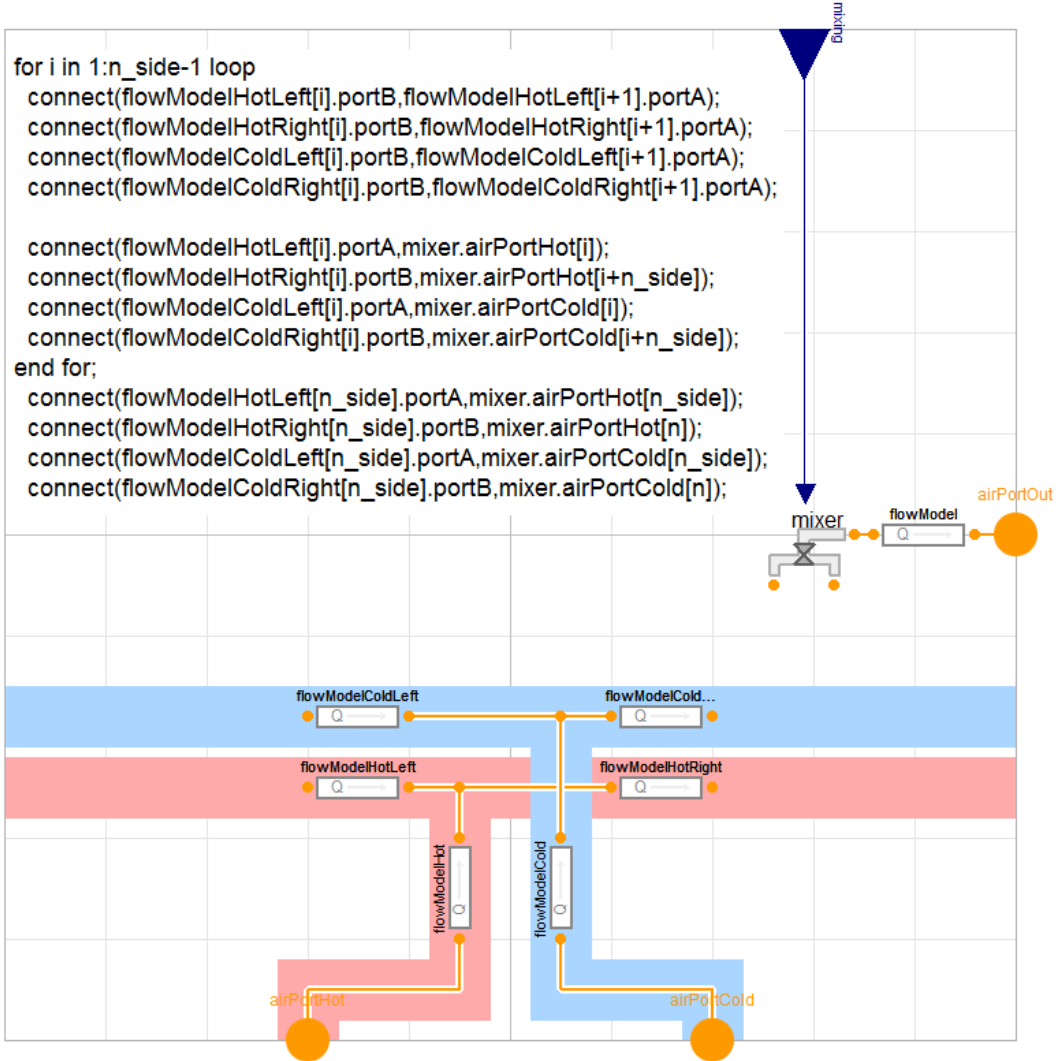 mixing
for i in 1:n_side-1 loop
connect(flowModelHotLeft[i].portB,flowModelHotLeft[i+1].portA);
connect(flowModelHotRight[i].portB,flowModelHotRight[i+1].portA);
connect(flowModelColdLeft[i].portB,flowModelColdLeft[i+1].portA);
connect(flowModelColdRight[i].portB,flowModelColdRight[i+1].portA);
connect(flowModelHotLeft[i].portA,mixer.airPortHot[i]);
connect(flowModelHotRight[i].portB,mixer.airPortHot[i+n_side]);
connect(flowModelColdLeft[i].portA,mixer.airPortCold[i]);
connect(flowModelColdRight[i].portB,mixer.airPortCold[i+n_side]);
end for;
connect(flowModelHotLeft[n_side].portA,mixer.airPortHot[n_side]);
connect(flowModelHotRight[n_side].portB,mixer.airPortHot[n]);
connect(flowModelColdLeft[n_side].portA,mixer.airPortCold[n_side]);
connect(flowModelColdRight[n_side].portB,mixer.airPortCold[n]);
airPortOut
mixer
flowModel
Q
flowModelColdLeft
flowModelCold...
Q
Q
flowModelHotLeft
flowModelHotRight
Q
Q
flowModelHot
Q
flowModelCold
Q
airPortHot
airPortCold